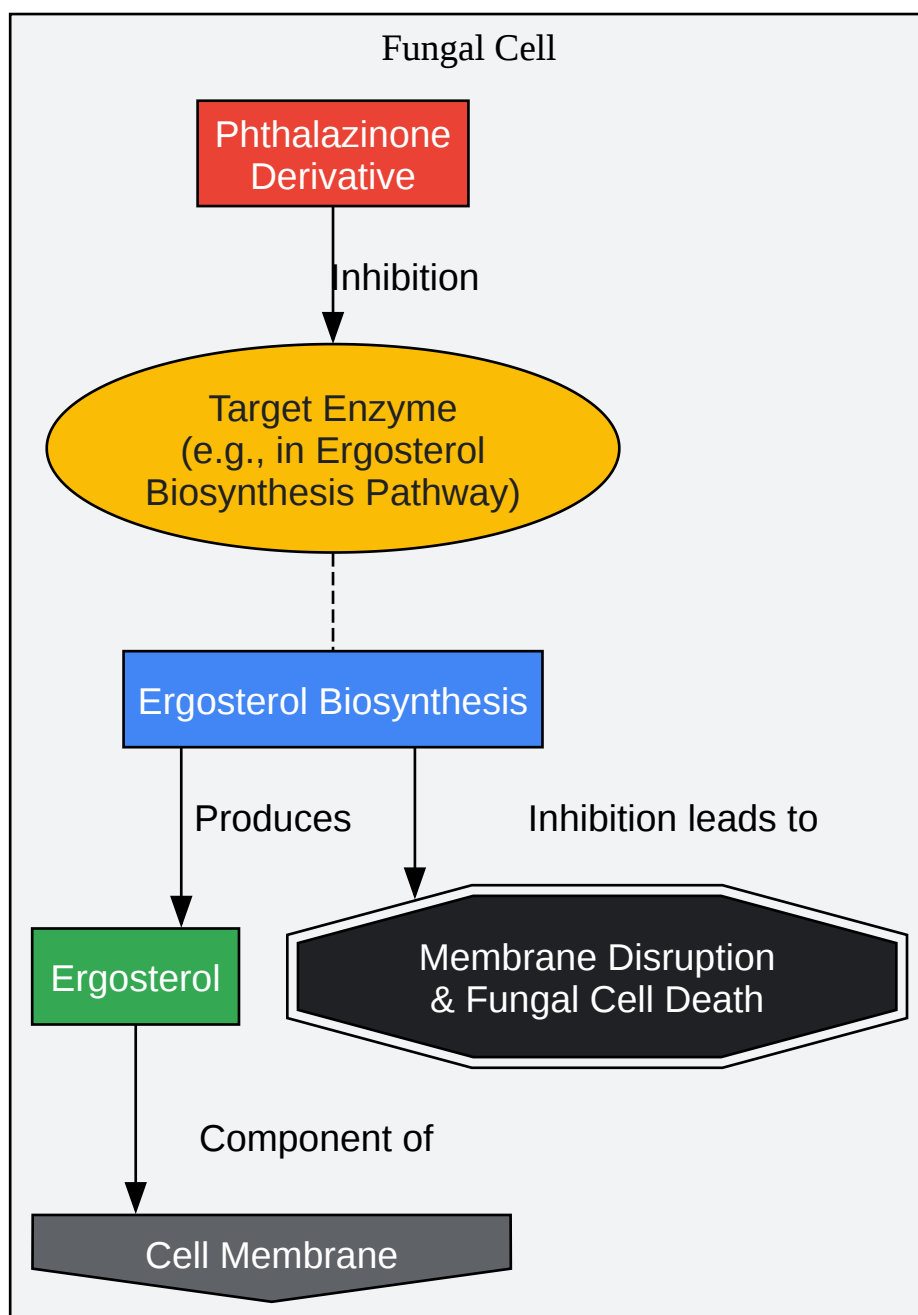 Fungal Cell
Phthalazinone
Derivative
Inhibition
Target Enzyme
(e.g., in Ergosterol
Biosynthesis Pathway)
Ergosterol Biosynthesis
Produces
Inhibition leads to
Ergosterol
Membrane Disruption
& Fungal Cell Death
Component of
Cell Membrane